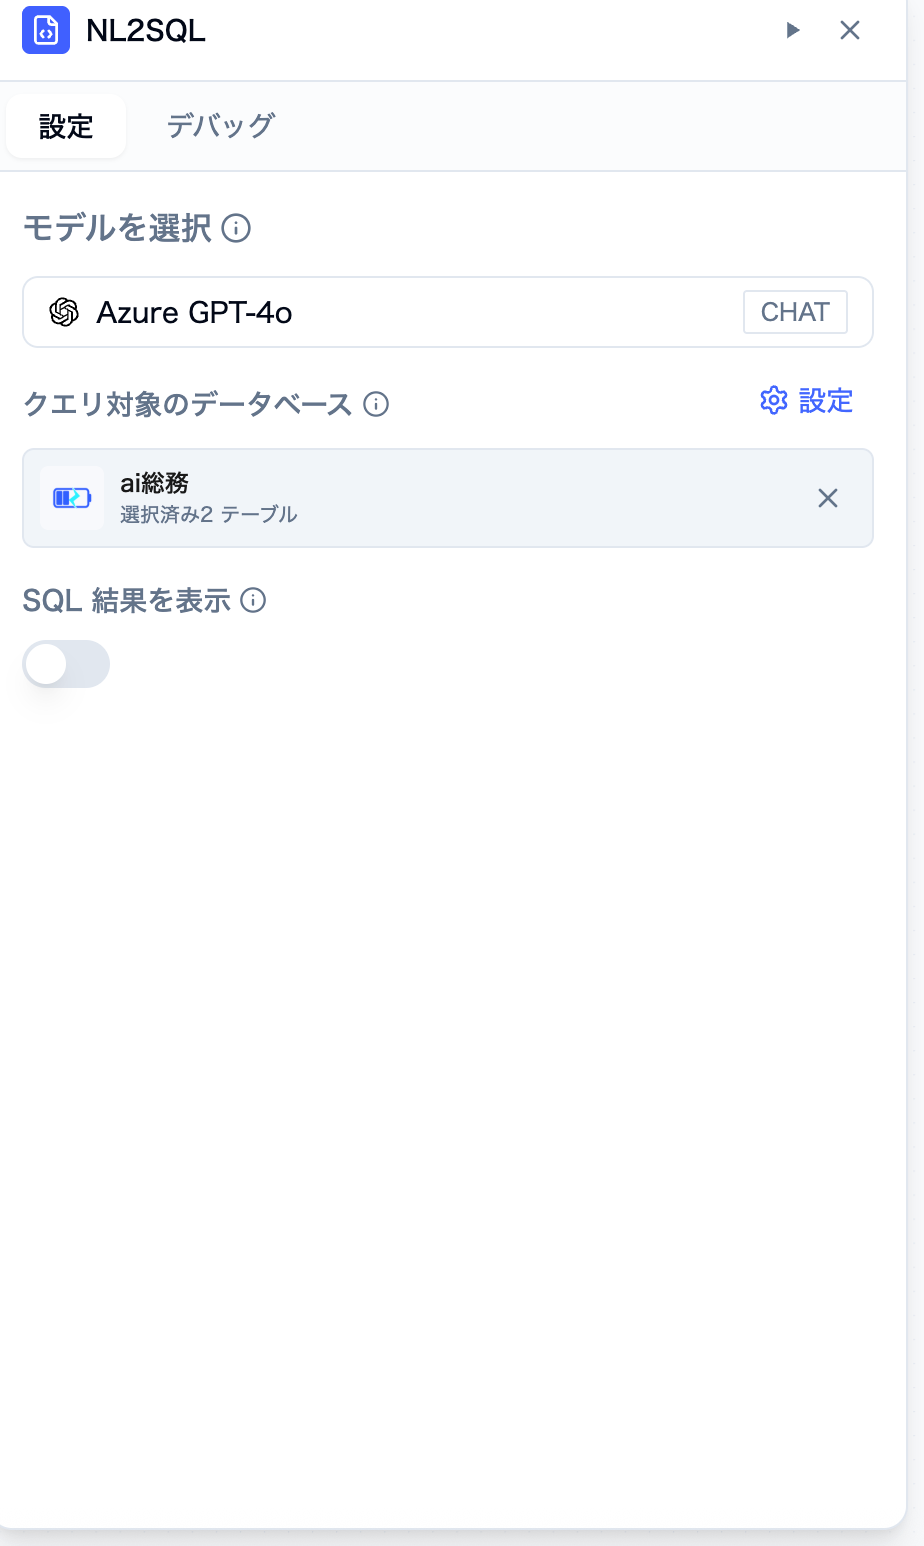 NL2SQL
設定
デバッグ
モデルを選択
Azure GPT-4o
CHAT
クエリ対象のデータベース
設定
ai総務
選択済み2 テーブル
SQL 結果を表示